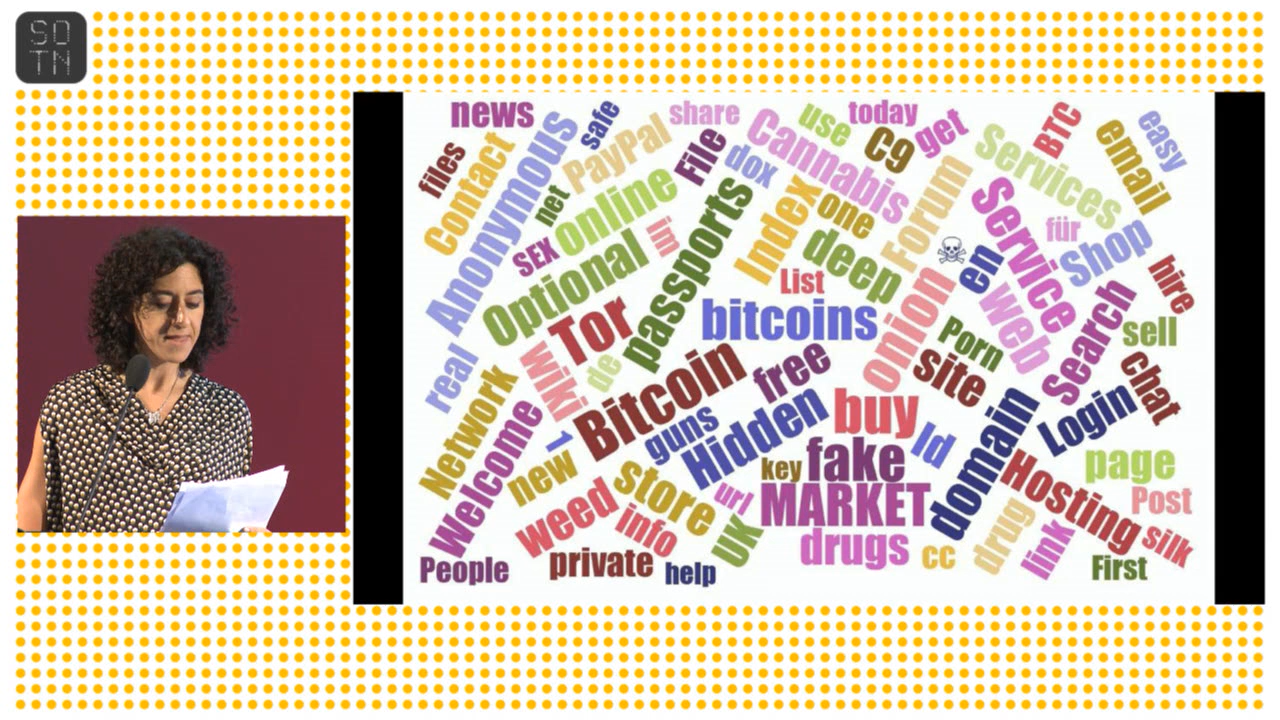 SD
TN
news
safe
share
use
today
get
BTC
email
easy
files
Contact
Anonymous
PayPal
File
dox
Cannabis
C9
Services
net
online
passports
Index
one
Forum
Service
für
Shop
hire
SEX
im
Optional
deep
en
List
Tor
bitcoins
onion
web
Search
sell
Porn
real
wiki
de
Bitcoin
free
site
chat
Network
Welcome
1
guns
Hidden
buy
Id
domain
Login
new
key
fake
Hosting
page
weed
store
url
MARKET
Post
info
UK
drugs
cc
drug
link
silk
People
private
help
First